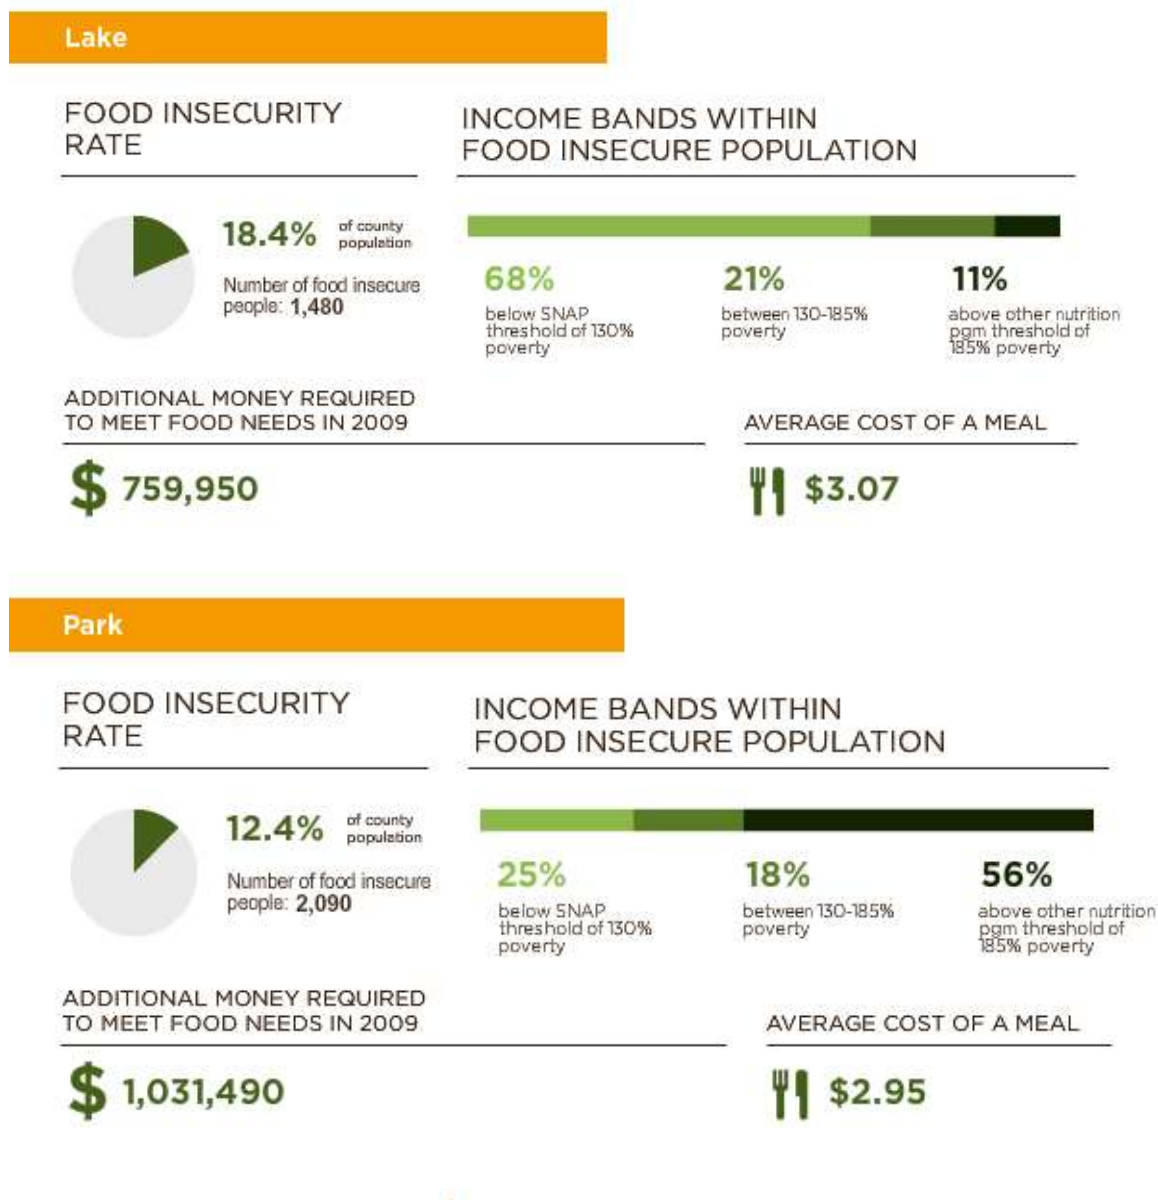 Lake
FOOD INSECURITY
RATE
18.4% of county
population
Number of food insecure
people: 1,480
INCOME BANDS WITHIN
FOOD INSECURE POPULATION
68%
below SNAP
threshold of 130%
poverty
21%
between 130-185%
poverty
11%
above other nutrition
pgm threshold of
185% poverty
ADDITIONAL MONEY REQUIRED
TO MEET FOOD NEEDS IN 2009
$ 759,950
AVERAGE COST OF A MEAL
$3.07
Park
FOOD INSECURITY
RATE
12.4% of county
population
Number of food insecure
people: 2,090
INCOME BANDS WITHIN
FOOD INSECURE POPULATION
25%
below SNAP
threshold of 130%
poverty
18%
between 130-185%
poverty
56%
above other nutrition
pgm threshold of
185% poverty
ADDITIONAL MONEY REQUIRED
TO MEET FOOD NEEDS IN 2009
$ 1,031,490
AVERAGE COST OF A MEAL
$2.95